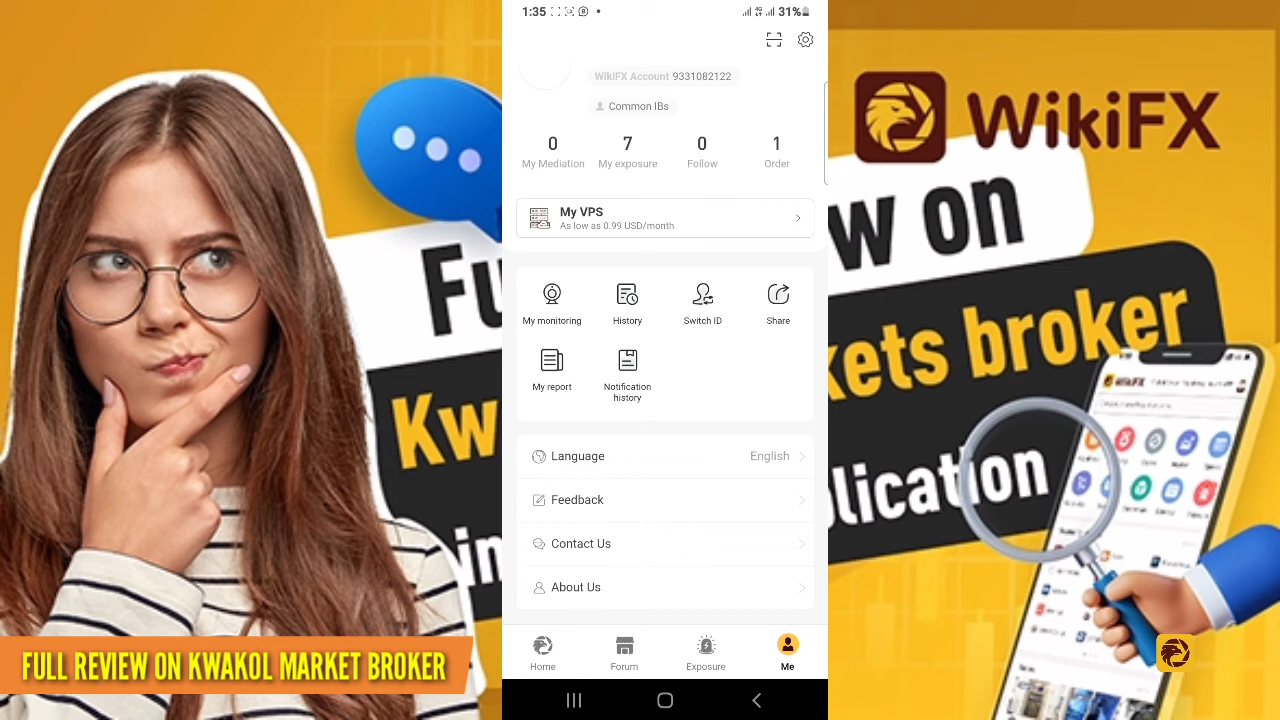 1:35
31%
WikiFX Account 9331082122
Common IBs
0
7
0
1
My Mediation
My exposure
Follow
Order
My VPS
As low as 0.99 USD/month
My monitoring
History
Switch ID
Share
My report
Notification
history
Language
English
Feedback
Contact Us
About Us
Home
Forum
Exposure
Me
Fu
Kw
in
FULL REVIEW ON KWAKOL MARKET BROKER
WikiFX
w on
kets broker
plication
WikiFX